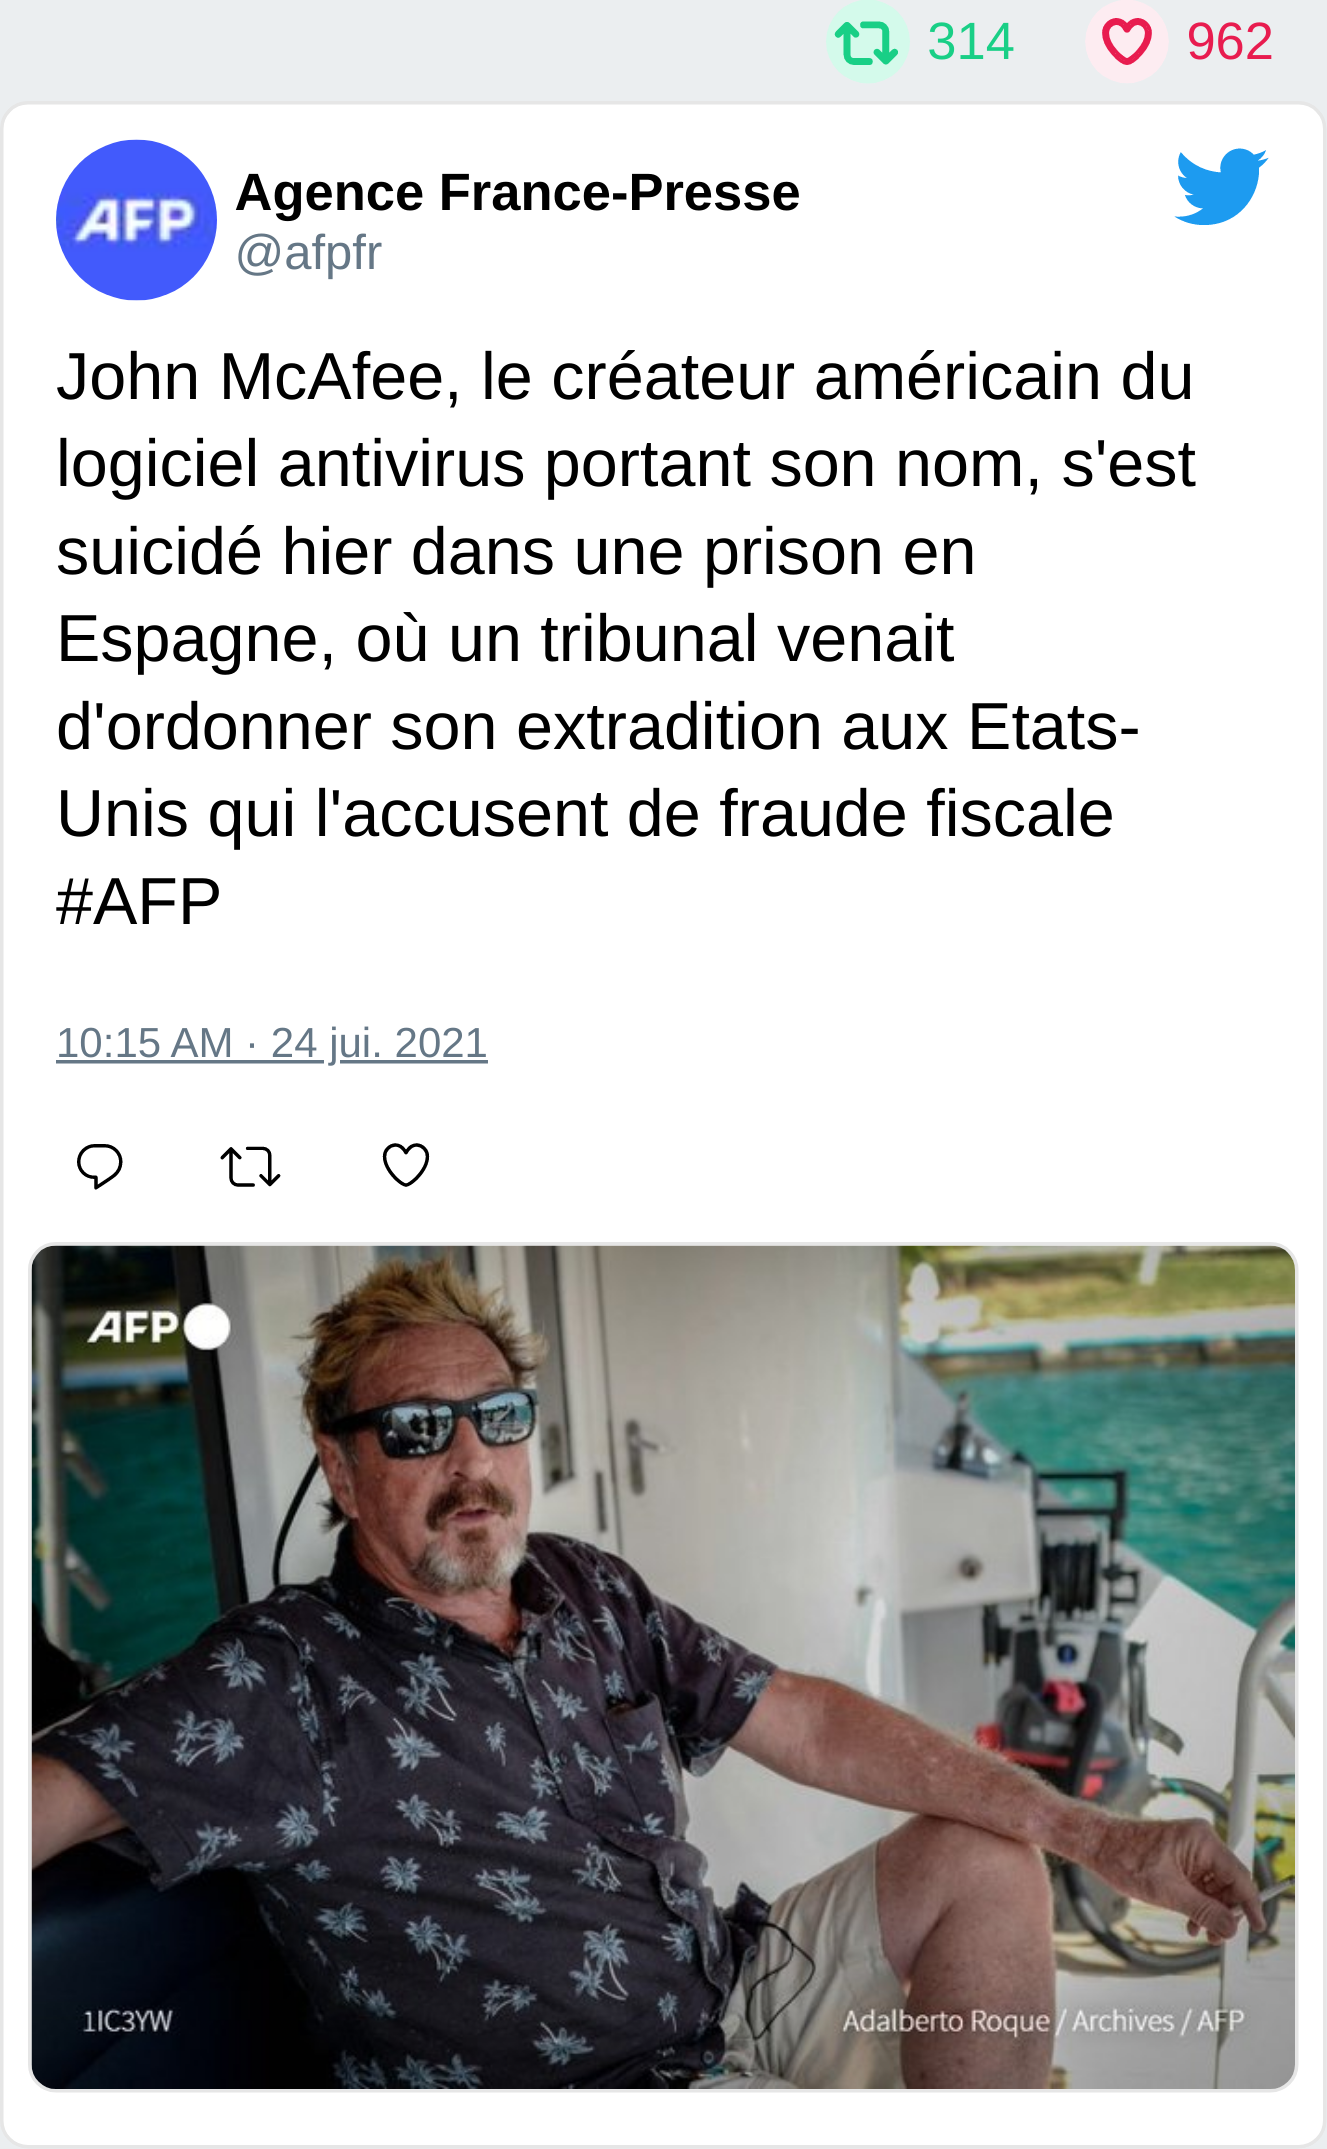 314 962
AFP
Agence France-Presse
@afpfr
John McAfee, le créateur américain du
logiciel antivirus portant son nom, s'est
suicidé hier dans une prison en
Espagne, où un tribunal venait
d'ordonner son extradition aux Etats-
Unis qui l'accusent de fraude fiscale
#AFP
10:15 AM · 24 jui. 2021
AFP
1IC3YW
Adalberto Roque / Archives / AFP